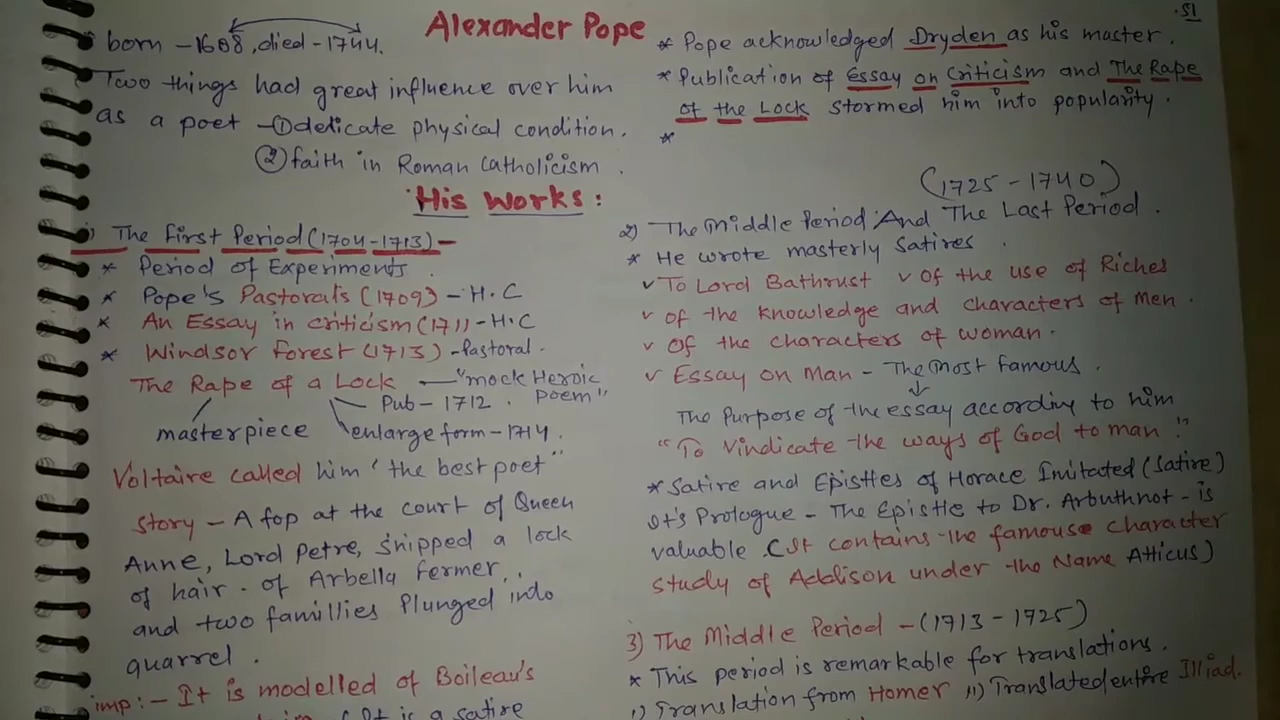 .51
Alexander Pope
born - 1688, died - 1744.
Two things had great influence over him
as a poet - ① delicate physical condition.
② faith in Roman Catholicism.
* Pope acknowledged Dryden as his master.
* Publication of Essay on Criticism and The Rape
of the Lock stormed him into popularity.
*
His Works:
1) The First Period (1704-1713) -
* Period of Experiments.
* Pope's Pastorals (1709) - H.C
* An Essay in criticism (1711 - H.C
* Windsor Forest (1713) - Pastoral.
The Rape of a Lock - "mock Heroic
Poem"
Pub - 1712.
masterpiece enlarge form - 1714.
Voltaire called him "the best poet"
Story - A fop at the court of Queen
Anne, Lord Petre, snipped a lock
of hair. of Arbella Fermer,
and two famillies Plunged into
quarrel.
imp:- It is modelled of Boileau's
(It is a satire
(1725 - 1740)
2) The Middle Period And The Last Period.
* He wrote masterly Satires.
✓ To Lord Bathrust ✓ Of the use of Riches
✓ Of the knowledge and characters of Men.
✓ Of the characters of woman.
✓ Essay on Man - The most famous.
↓
The Purpose of the essay according to him
"To Vindicate the ways of God to man."
* Satire and Epistles of Horace Imitated (Satire)
It's Prologue - The Epistle to Dr. Arbuthnot - is
valuable. (It contains the famouse character
study of Addison under the Name Atticus)
3) The Middle Period - (1713 - 1725)
* This period is remarkable for translations.
1) Translation from Homer 11) Translated entire Illiad.